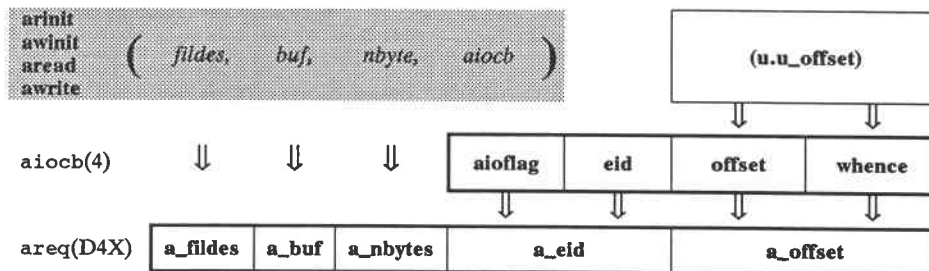 arinit
awinit
aread
awrite
( fildes, buf, nbyte, aiocb )
(u.u_offset)
aiocb(4) aioflag eid offset whence
areq(D4X) a_fildes a_buf a_nbytes a_eid a_offset